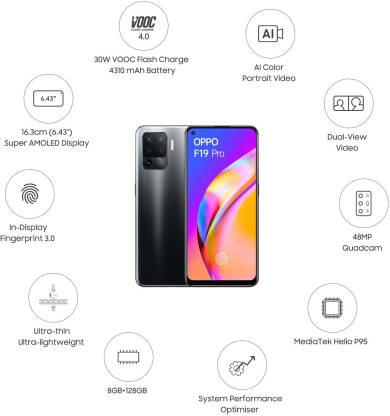 VOOC
FLASH CHARGE
4.0
30W VOOC Flash Charge
4310 mAh Battery
AI
AI Color
Portrait Video
6.43"
16.3cm (6.43")
Super AMOLED Display
Dual-View
Video
OPPO
F19 Pro
In-Display
Fingerprint 3.0
48MP
Quadcam
Ultra-thin
Ultra-lightweight
MediaTek Helio P95
8GB+128GB
System Performance
Optimiser